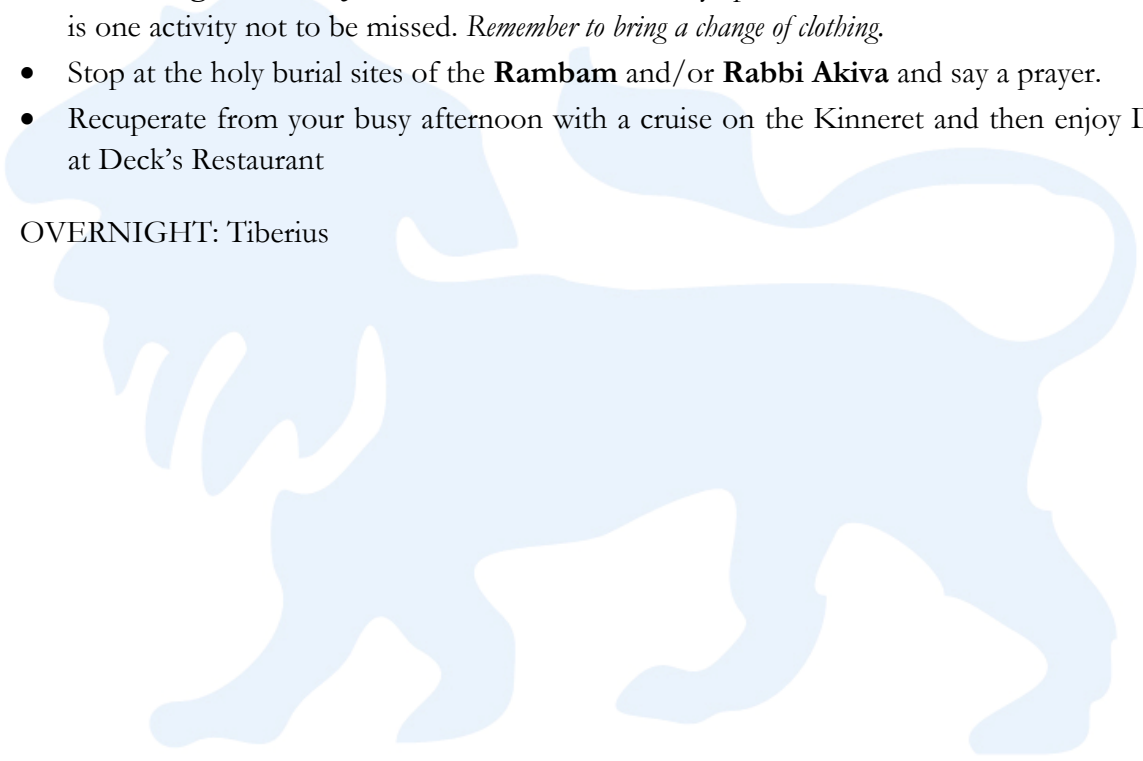 is one activity not to be missed. Remember to bring a change of clothing.
• Stop at the holy burial sites of the Rambam and/or Rabbi Akiva and say a prayer.
• Recuperate from your busy afternoon with a cruise on the Kinneret and then enjoy
at Deck's Restaurant
OVERNIGHT: Tiberius